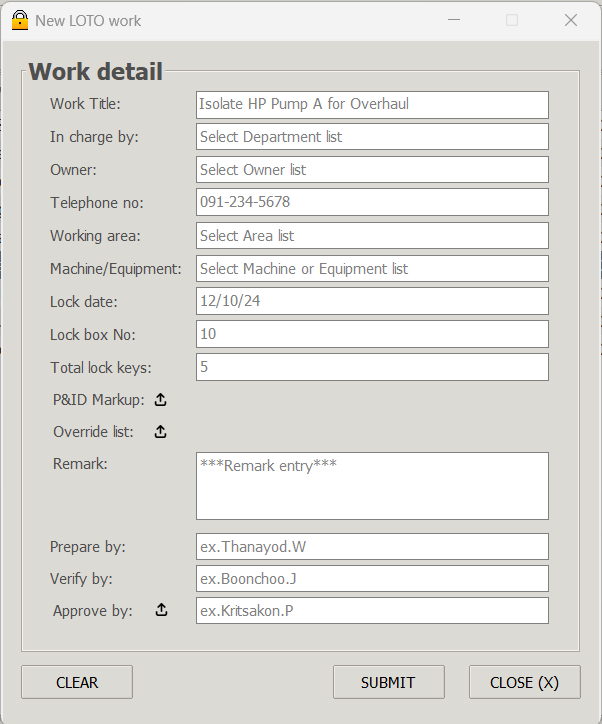 New LOTO work
Work detail
Work Title: Isolate HP Pump A for Overhaul
In charge by: Select Department list
Owner: Select Owner list
Telephone no: 091-234-5678
Working area: Select Area list
Machine/Equipment: Select Machine or Equipment list
Lock date: 12/10/24
Lock box No: 10
Total lock keys: 5
P&ID Markup:
Override list:
Remark: ***Remark entry***
Prepare by: ex.Thanayod.W
Verify by: ex.Boonchoo.J
Approve by: ex.Kritsakon.P
CLEAR SUBMIT CLOSE (X)